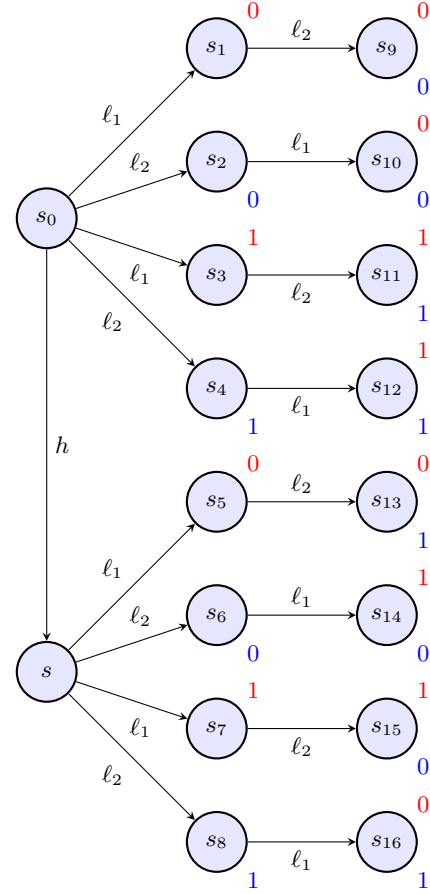 0 0
s₁ ℓ₂ s₉
0
ℓ₁ 0
ℓ₂ s₂ ℓ₁ s₁₀
0 0
s₀ 1 1
ℓ₁ s₃ ℓ₂ s₁₁
1
ℓ₂ 1
s₄ ℓ₁ s₁₂
1 1
h 0 0
s₅ ℓ₂ s₁₃
1
ℓ₁ 1
ℓ₂ s₆ ℓ₁ s₁₄
0 0
s 1 1
ℓ₁ s₇ ℓ₂ s₁₅
0
ℓ₂ 0
s₈ ℓ₁ s₁₆
1 1